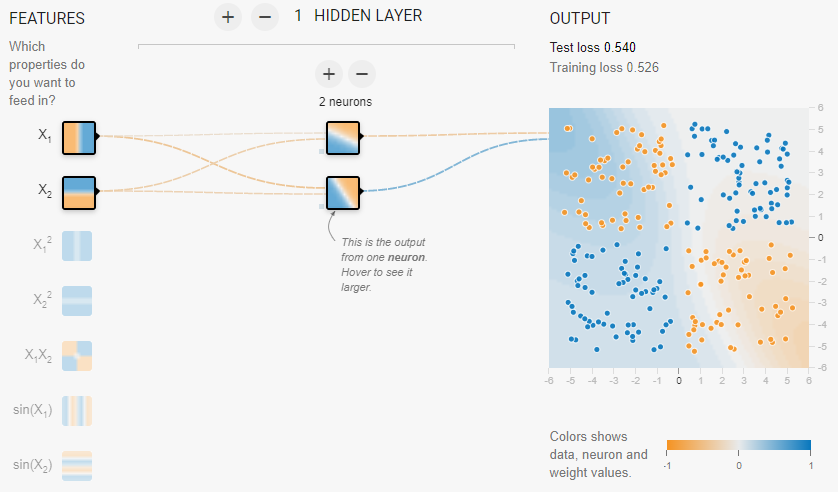 FEATURES
Which
properties do
you want to
feed in?
X1
X2
X1²
X2²
X1X2
sin(X1)
sin(X2)
+ − 1 HIDDEN LAYER
+ −
2 neurons
This is the output
from one neuron.
Hover to see it
larger.
OUTPUT
Test loss 0.540
Training loss 0.526
6
5
4
3
2
1
0
-1
-2
-3
-4
-5
-6
-6 -5 -4 -3 -2 -1 0 1 2 3 4 5 6
Colors shows
data, neuron and
weight values.
-1 0 1